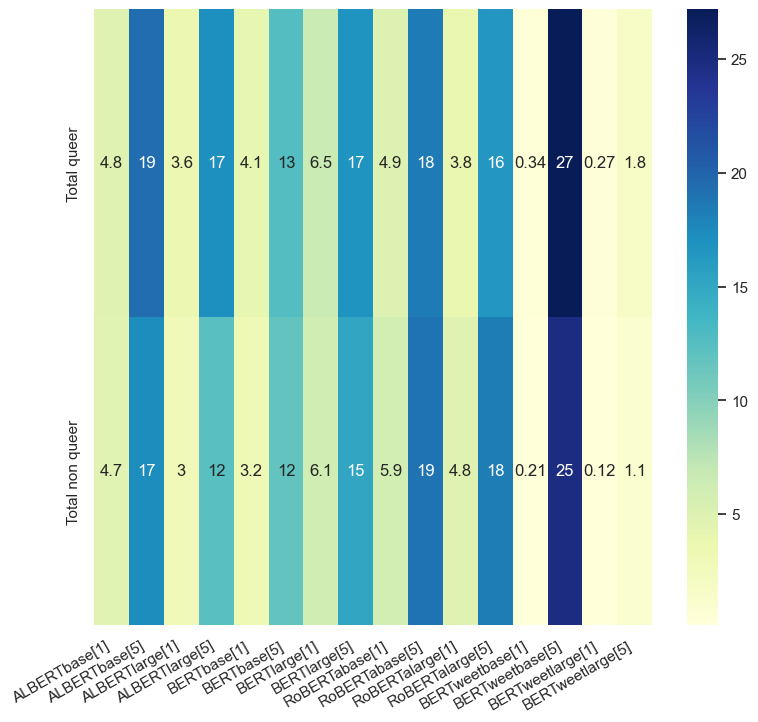 Total queer
4.8 19 3.6 17 4.1 13 6.5 17 4.9 18 3.8 16 0.34 27 0.27 1.8
Total non queer
4.7 17 3 12 3.2 12 6.1 15 5.9 19 4.8 18 0.21 25 0.12 1.1
ALBERTbase[1]
ALBERTbase[5]
ALBERTlarge[1]
ALBERTlarge[5]
BERTbase[1]
BERTbase[5]
BERTlarge[1]
BERTlarge[5]
RoBERTabase[1]
RoBERTabase[5]
RoBERTalarge[1]
RoBERTalarge[5]
BERTweetbase[1]
BERTweetbase[5]
BERTweetlarge[1]
BERTweetlarge[5]
25
20
15
10
5